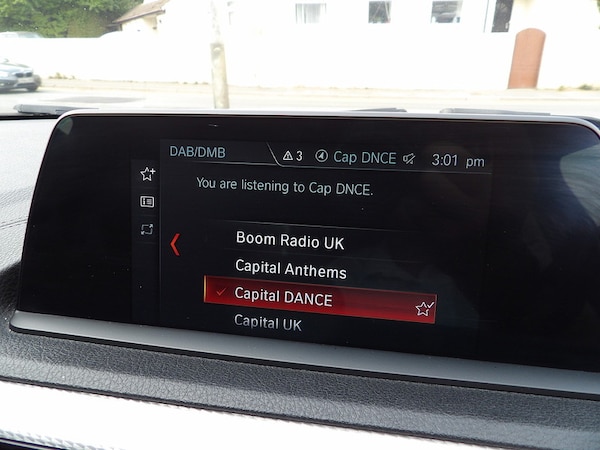 DAB/DMB 3 Cap DNCE 3:01 pm
You are listening to Cap DNCE.
Boom Radio UK
Capital Anthems
Capital DANCE
Capital UK